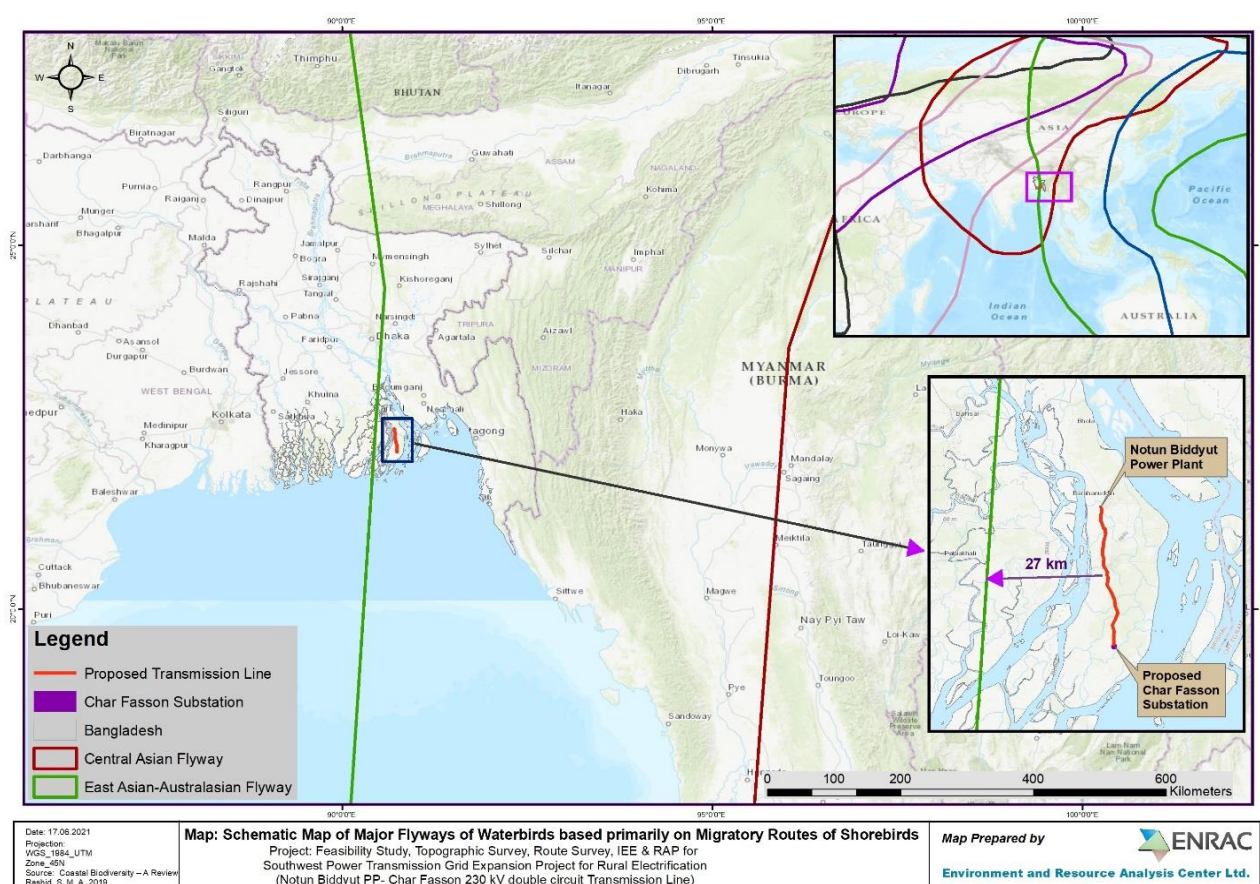 90°0'0"E
95°0'0"E
100°0'0"E
N
W
E
S
SIKKIM
Gangtok
Thimphu
BHUTAN
Siliguri
Biratnagar
Darbhanga
Itanagar
Dibrugarh
Tinsukia
Brahmaputra
Guwahati
ASSAM
NAGALAND
Kohima
Purnia
Raiganj
Rangpur
Dinajpur
SHILLONG PLATEAU
MEGHALAYA
Shillong
Munger
Bhagalpur
Malda
25°0'0"N
Jamalpur
Mymensingh
Sylhet
Silchar
Imphal
MANIPUR
Bogra
Kishoreganj
Rajshahi
Sirajganj
Tangail
PLATEAU
Pabna
Narsingdi
TRIPURA
Dhaka
Agartala
Aizawl
Dhanbad
Asansol
Durgapur
Faridpur
MIZORAM
MYANMAR
(BURMA)
WEST BENGAL
Burdwan
Jessore
Khulna
Kolkata
Haka
Medinipur
Kharagpur
Monywa
Mandalay
Sagaing
Baleshwar
Meiktila
Cuttack
Bhubaneswar
Puri
20°0'0"N
Sittwe
Magwe
Nay Pyi Taw
Loi-Kaw
Toungoo
Pye
Sandoway
EUROPE
ASIA
Pacific
Ocean
Indian
Ocean
AUSTRALIA
Bhola
Notun Biddyut
Power Plant
27 km
Proposed
Char Fasson
Substation
Legend
Proposed Transmission Line
Char Fasson Substation
Bangladesh
Central Asian Flyway
East Asian-Australasian Flyway
0 100 200 400 600
Kilometers
Date: 17.06.2021
Projection:
WGS_1984_UTM
Zone_45N
Source: Coastal Biodiversity – A Review
Rashid, S. M. A. 2019
Map: Schematic Map of Major Flyways of Waterbirds based primarily on Migratory Routes of Shorebirds
Project: Feasibility Study, Topographic Survey, Route Survey, IEE & RAP for
Southwest Power Transmission Grid Expansion Project for Rural Electrification
(Notun Biddyut PP- Char Fasson 230 kV double circuit Transmission Line)
Map Prepared by
ENRAC
Environment and Resource Analysis Center Ltd.